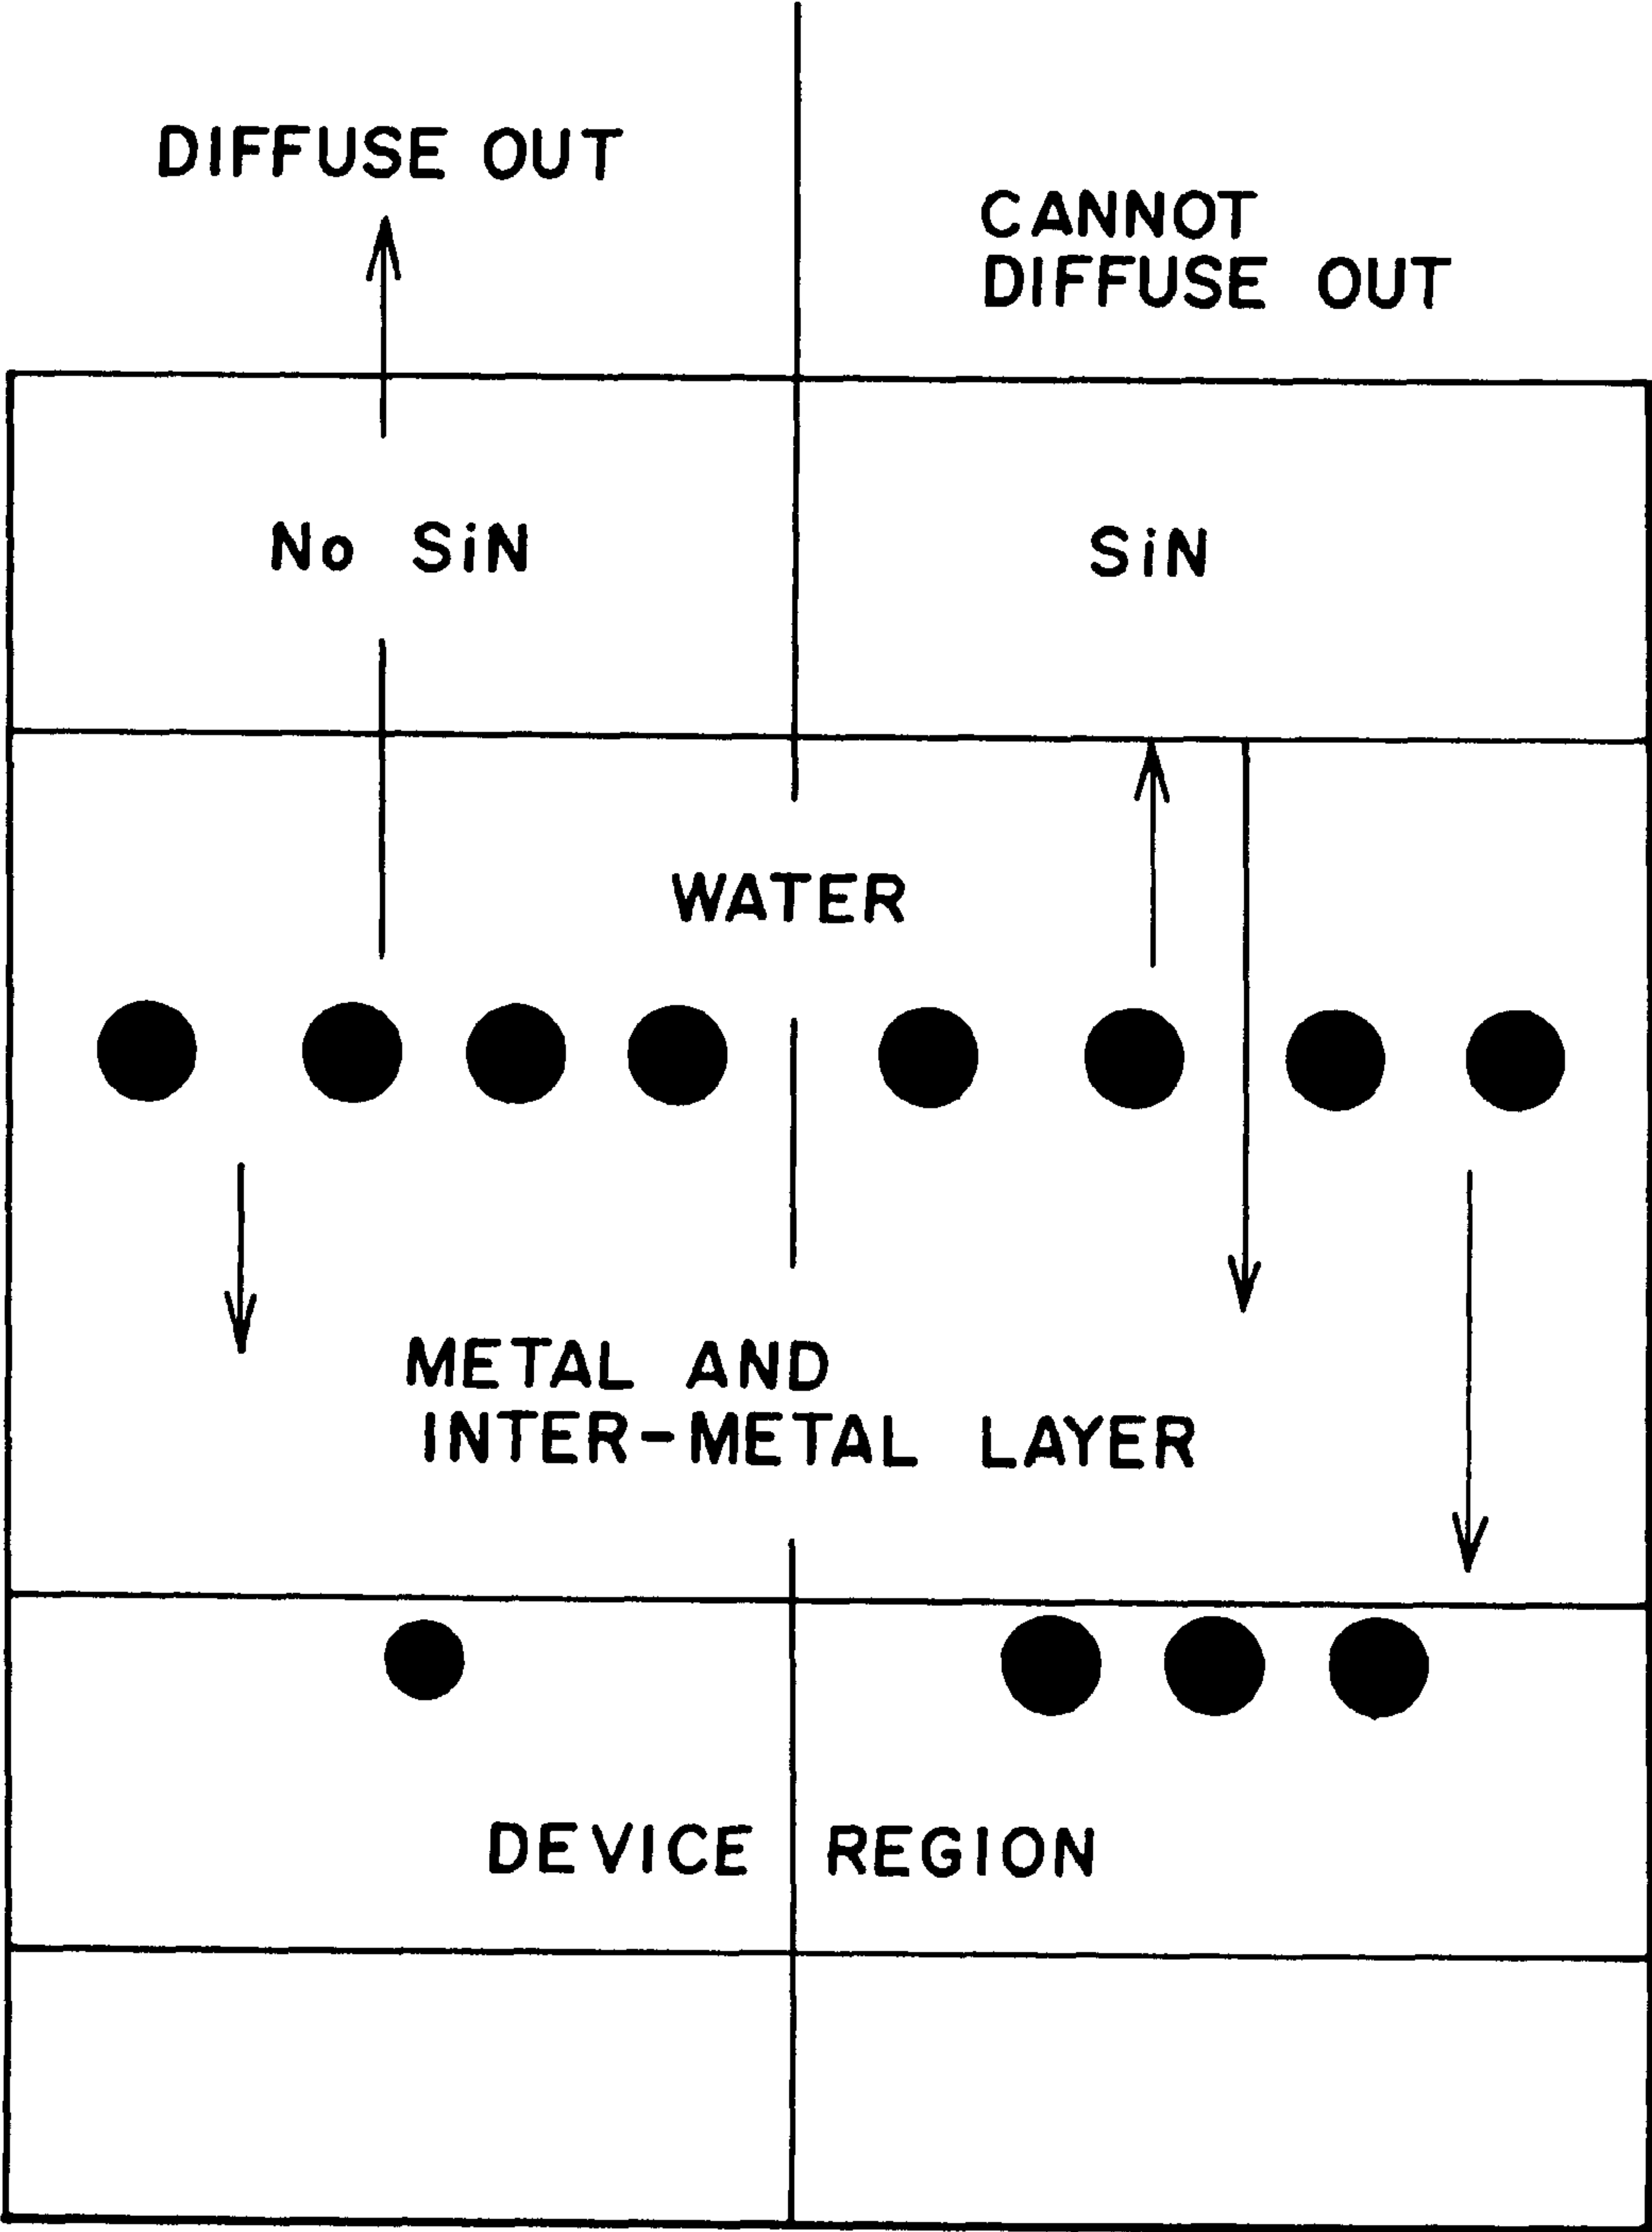 DIFFUSE OUT
CANNOT
DIFFUSE OUT
No SiN
SiN
WATER
METAL AND
INTER-METAL LAYER
DEVICE REGION